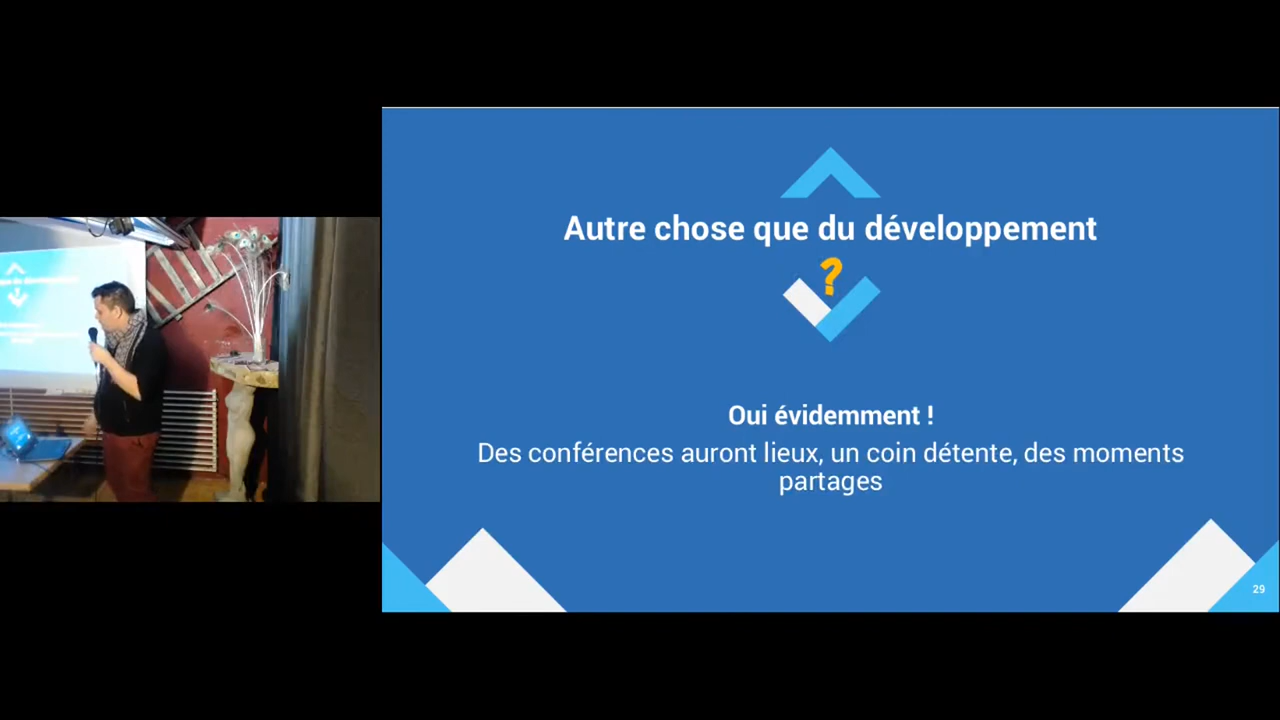 Autre chose que du développement
?
Oui évidemment !
Des conférences auront lieux, un coin détente, des moments
partages
29